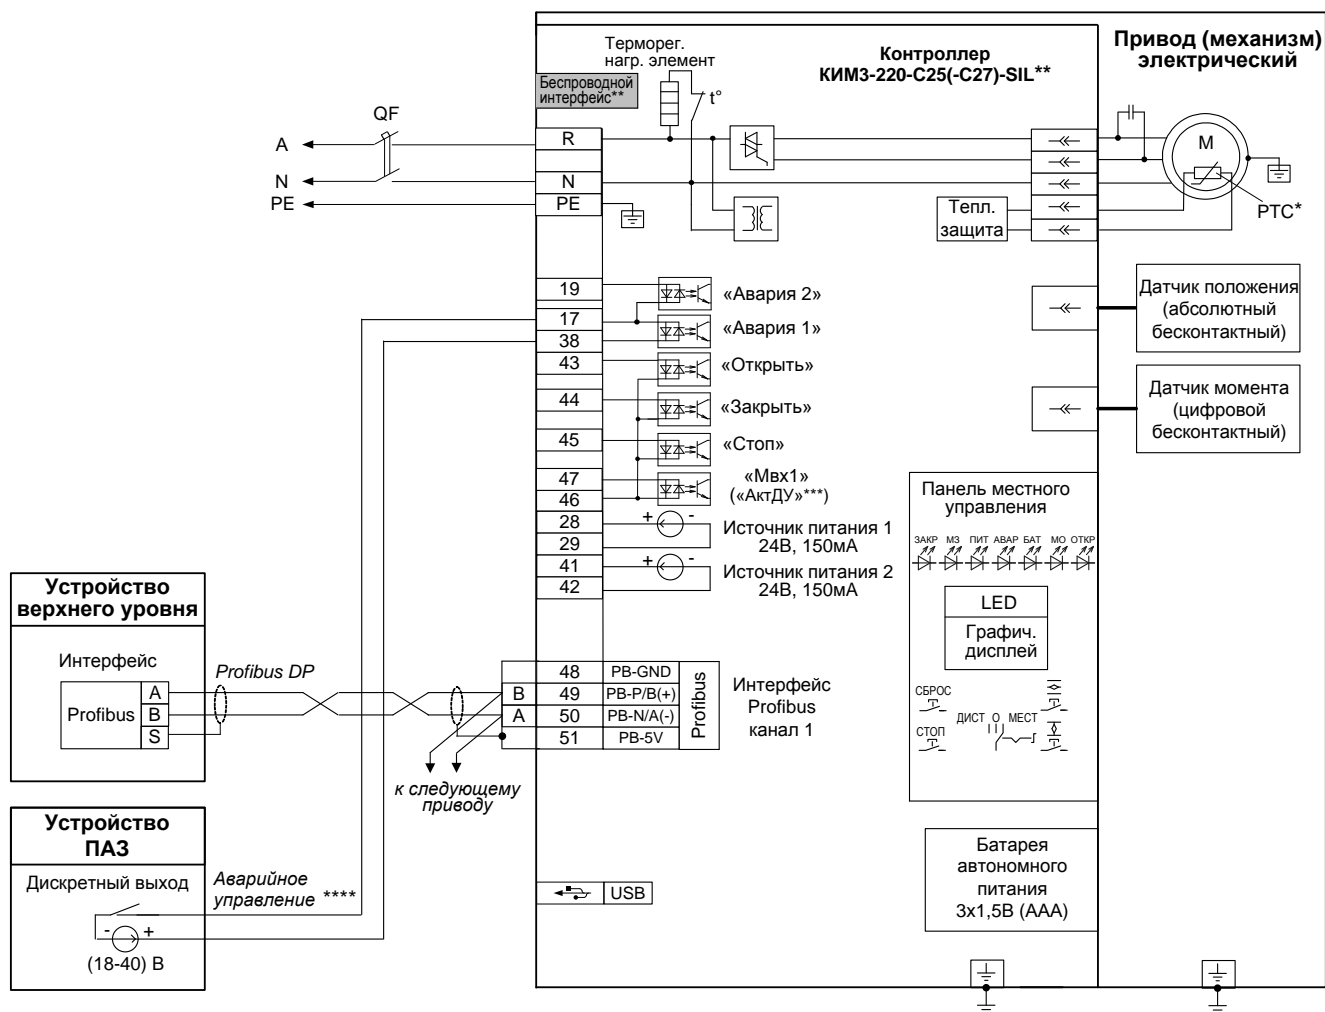 Терморег.
нагр. элемент
Контроллер
КИМ3-220-С25(-С27)-SIL**
Привод (механизм)
электрический
Беспроводной
интерфейс**
t°
QF
A
N
PE
R
N
PE
M
PTC*
Тепл.
защита
19
17
38
43
44
45
47
46
28
29
41
42
«Авария 2»
«Авария 1»
«Открыть»
«Закрыть»
«Стоп»
«Мвх1»
(«АктДУ»***)
+ -
Источник питания 1
24В, 150мА
+ -
Источник питания 2
24В, 150мА
Датчик положения
(абсолютный
бесконтактный)
Датчик момента
(цифровой
бесконтактный)
Панель местного
управления
ЗАКР МЗ ПИТ АВАР БАТ МО ОТКР
LED
Графич.
дисплей
СБРОС
СТОП
ДИСТ О МЕСТ
Устройство
верхнего уровня
Интерфейс
Profibus
A
B
S
Profibus DP
B
A
48 PB-GND
49 PB-P/B(+)
50 PB-N/A(-)
51 PB-5V
Profibus
Интерфейс
Profibus
канал 1
к следующему
приводу
Устройство
ПАЗ
Дискретный выход
- +
(18-40) В
Аварийное
управление ****
USB
Батарея
автономного
питания
3х1,5В (ААА)